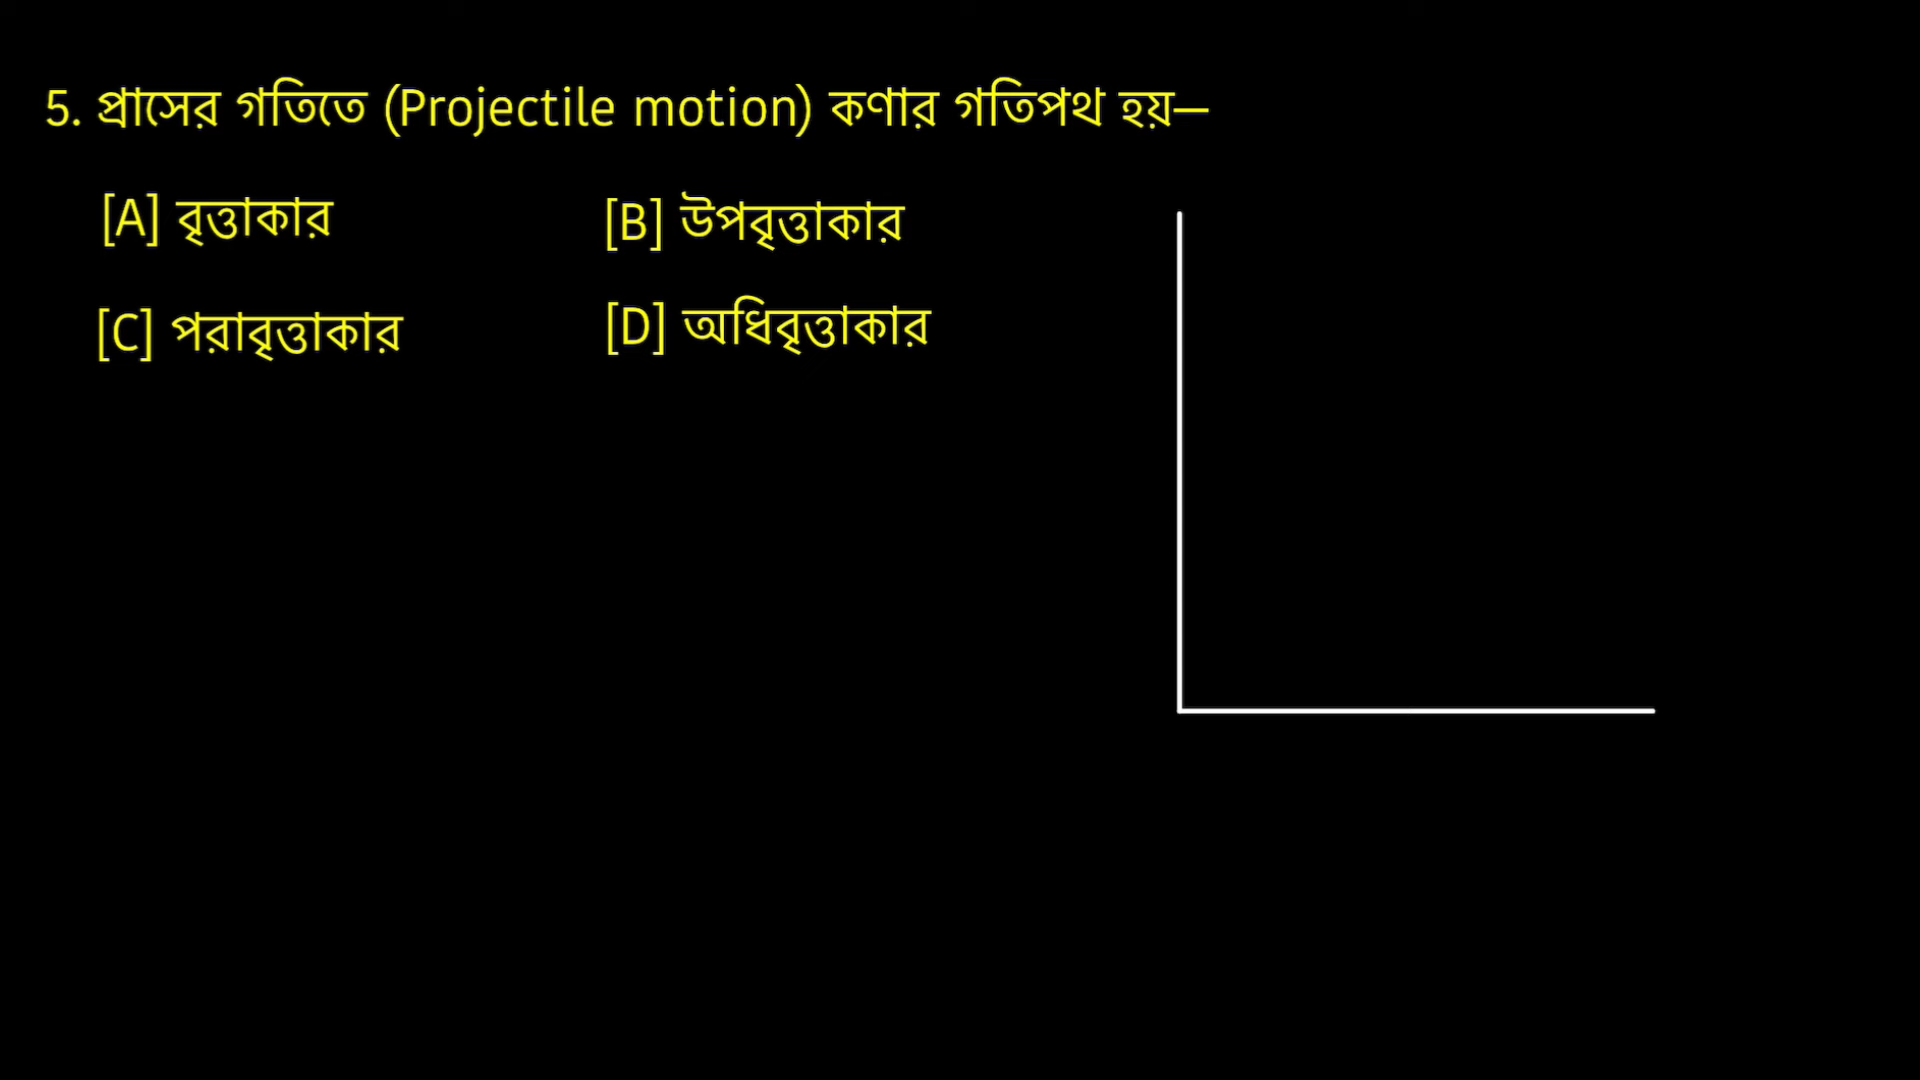 5. প্রাসের গতিতে (Projectile motion) কণার গতিপথ হয়—
[A] বৃত্তাকার [B] উপবৃত্তাকার
[C] পরাবৃত্তাকার [D] অধিবৃত্তাকার